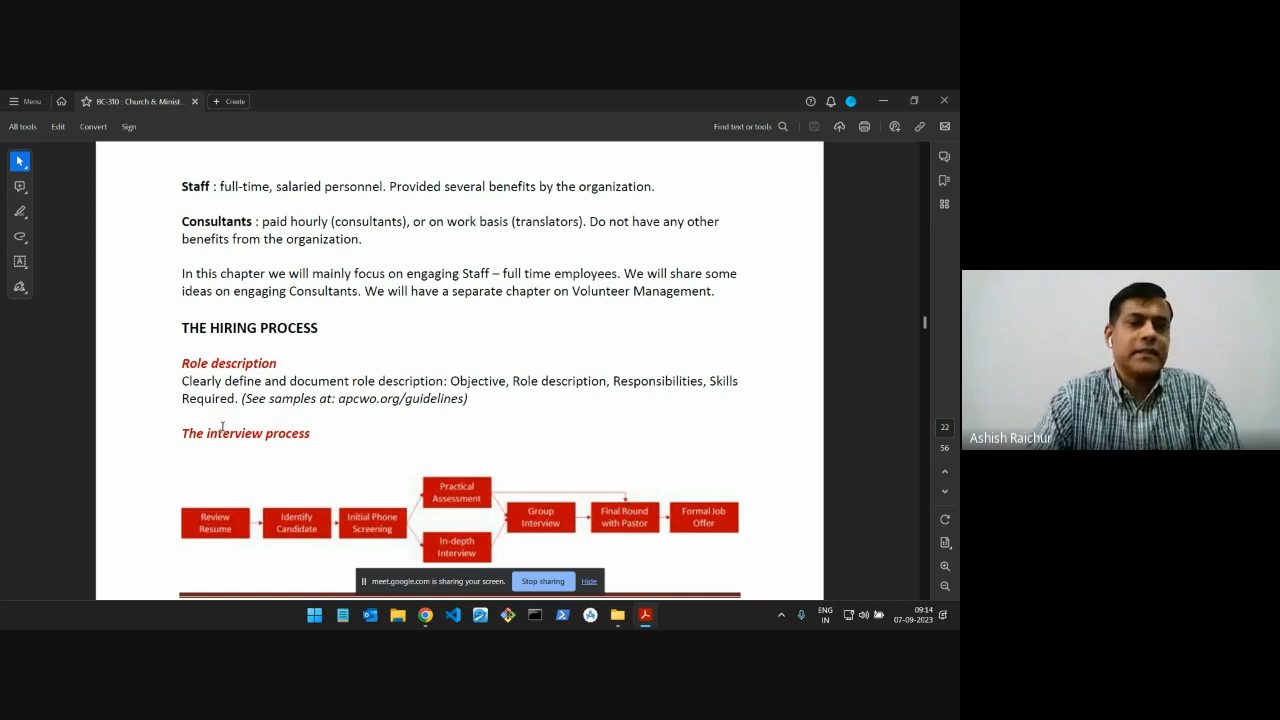 Menu
BC-310 : Church & Minist...
Create
All tools
Edit
Convert
Sign
Find text or tools
Staff : full-time, salaried personnel. Provided several benefits by the organization.
Consultants : paid hourly (consultants), or on work basis (translators). Do not have any other
benefits from the organization.
In this chapter we will mainly focus on engaging Staff – full time employees. We will share some
ideas on engaging Consultants. We will have a separate chapter on Volunteer Management.
THE HIRING PROCESS
Role description
Clearly define and document role description: Objective, Role description, Responsibilities, Skills
Required. (See samples at: apcwo.org/guidelines)
The interview process
Review
Resume
Identify
Candidate
Initial Phone
Screening
Practical
Assessment
In-depth
Interview
Group
Interview
Final Round
with Pastor
Formal Job
Offer
22
56
meet.google.com is sharing your screen.
Stop sharing
Hide
ENG
IN
09:14
07-09-2023
Ashish Raichur